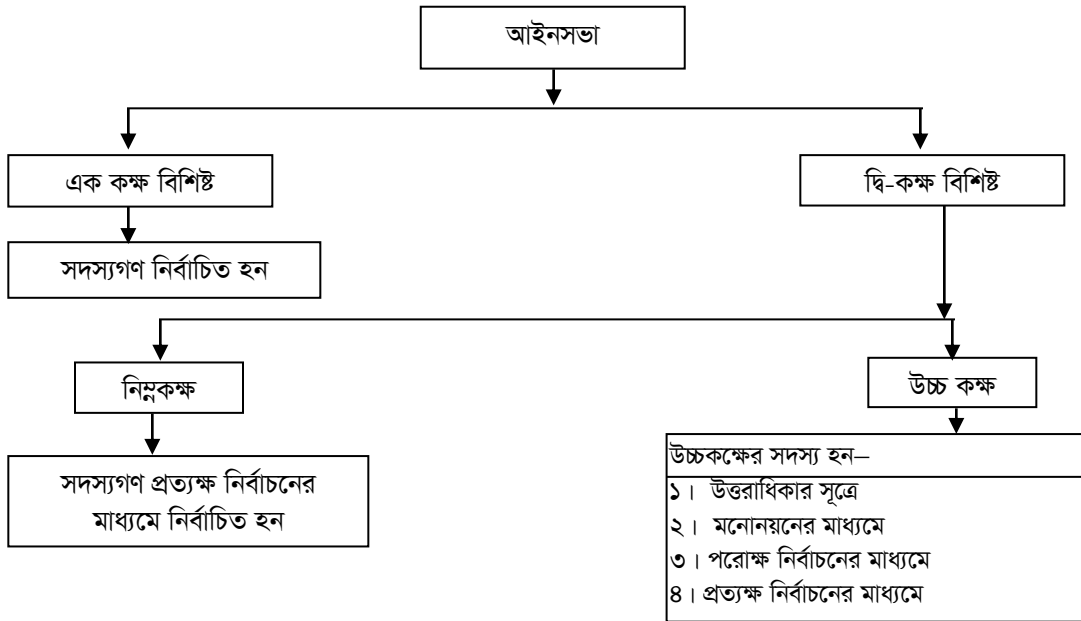 আইনসভা
এক কক্ষ বিশিষ্ট
দ্বি-কক্ষ বিশিষ্ট
সদস্যগণ নির্বাচিত হন
নিম্নকক্ষ
উচ্চ কক্ষ
সদস্যগণ প্রত্যক্ষ নির্বাচনের
মাধ্যমে নির্বাচিত হন
উচ্চকক্ষের সদস্য হন–
১। উত্তরাধিকার সূত্রে
২। মনোনয়নের মাধ্যমে
৩। পরোক্ষ নির্বাচনের মাধ্যমে
৪। প্রত্যক্ষ নির্বাচনের মাধ্যমে